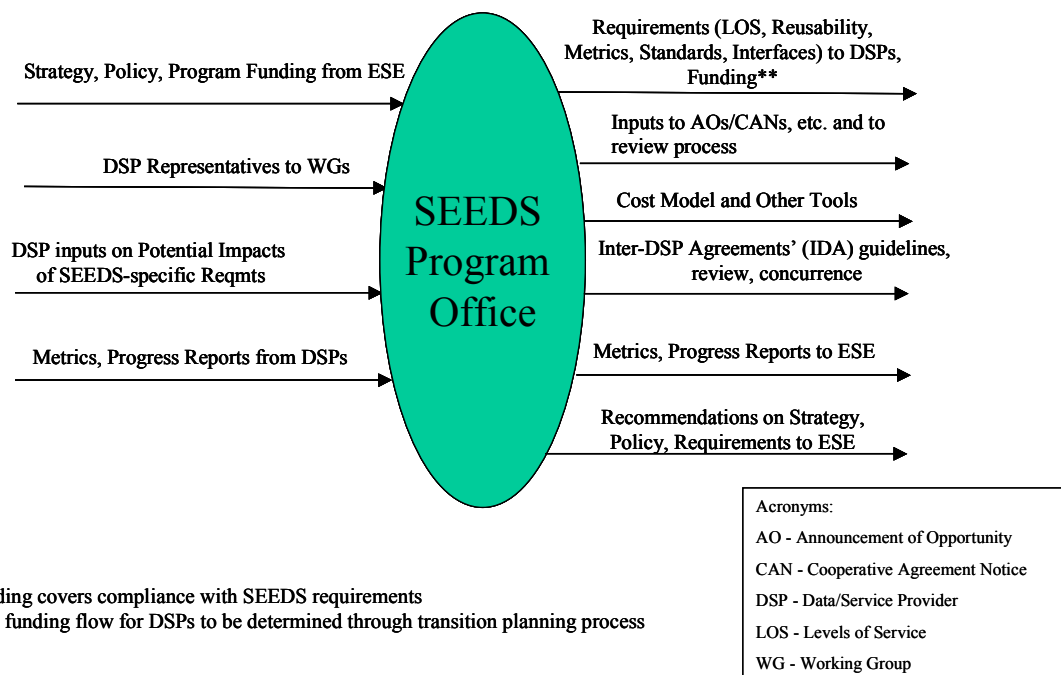 Strategy, Policy, Program Funding from ESE
DSP Representatives to WGs
DSP inputs on Potential Impacts
of SEEDS-specific Reqmts
Metrics, Progress Reports from DSPs
SEEDS
Program
Office
Requirements (LOS, Reusability,
Metrics, Standards, Interfaces) to DSPs,
Funding**
Inputs to AOs/CANs, etc. and to
review process
Cost Model and Other Tools
Inter-DSP Agreements’ (IDA) guidelines,
review, concurrence
Metrics, Progress Reports to ESE
Recommendations on Strategy,
Policy, Requirements to ESE
covers compliance with SEEDS requirements
funding flow for DSPs to be determined through transition planning process
Acronyms:
AO - Announcement of Opportunity
CAN - Cooperative Agreement Notice
DSP - Data/Service Provider
LOS - Levels of Service
WG - Working Group